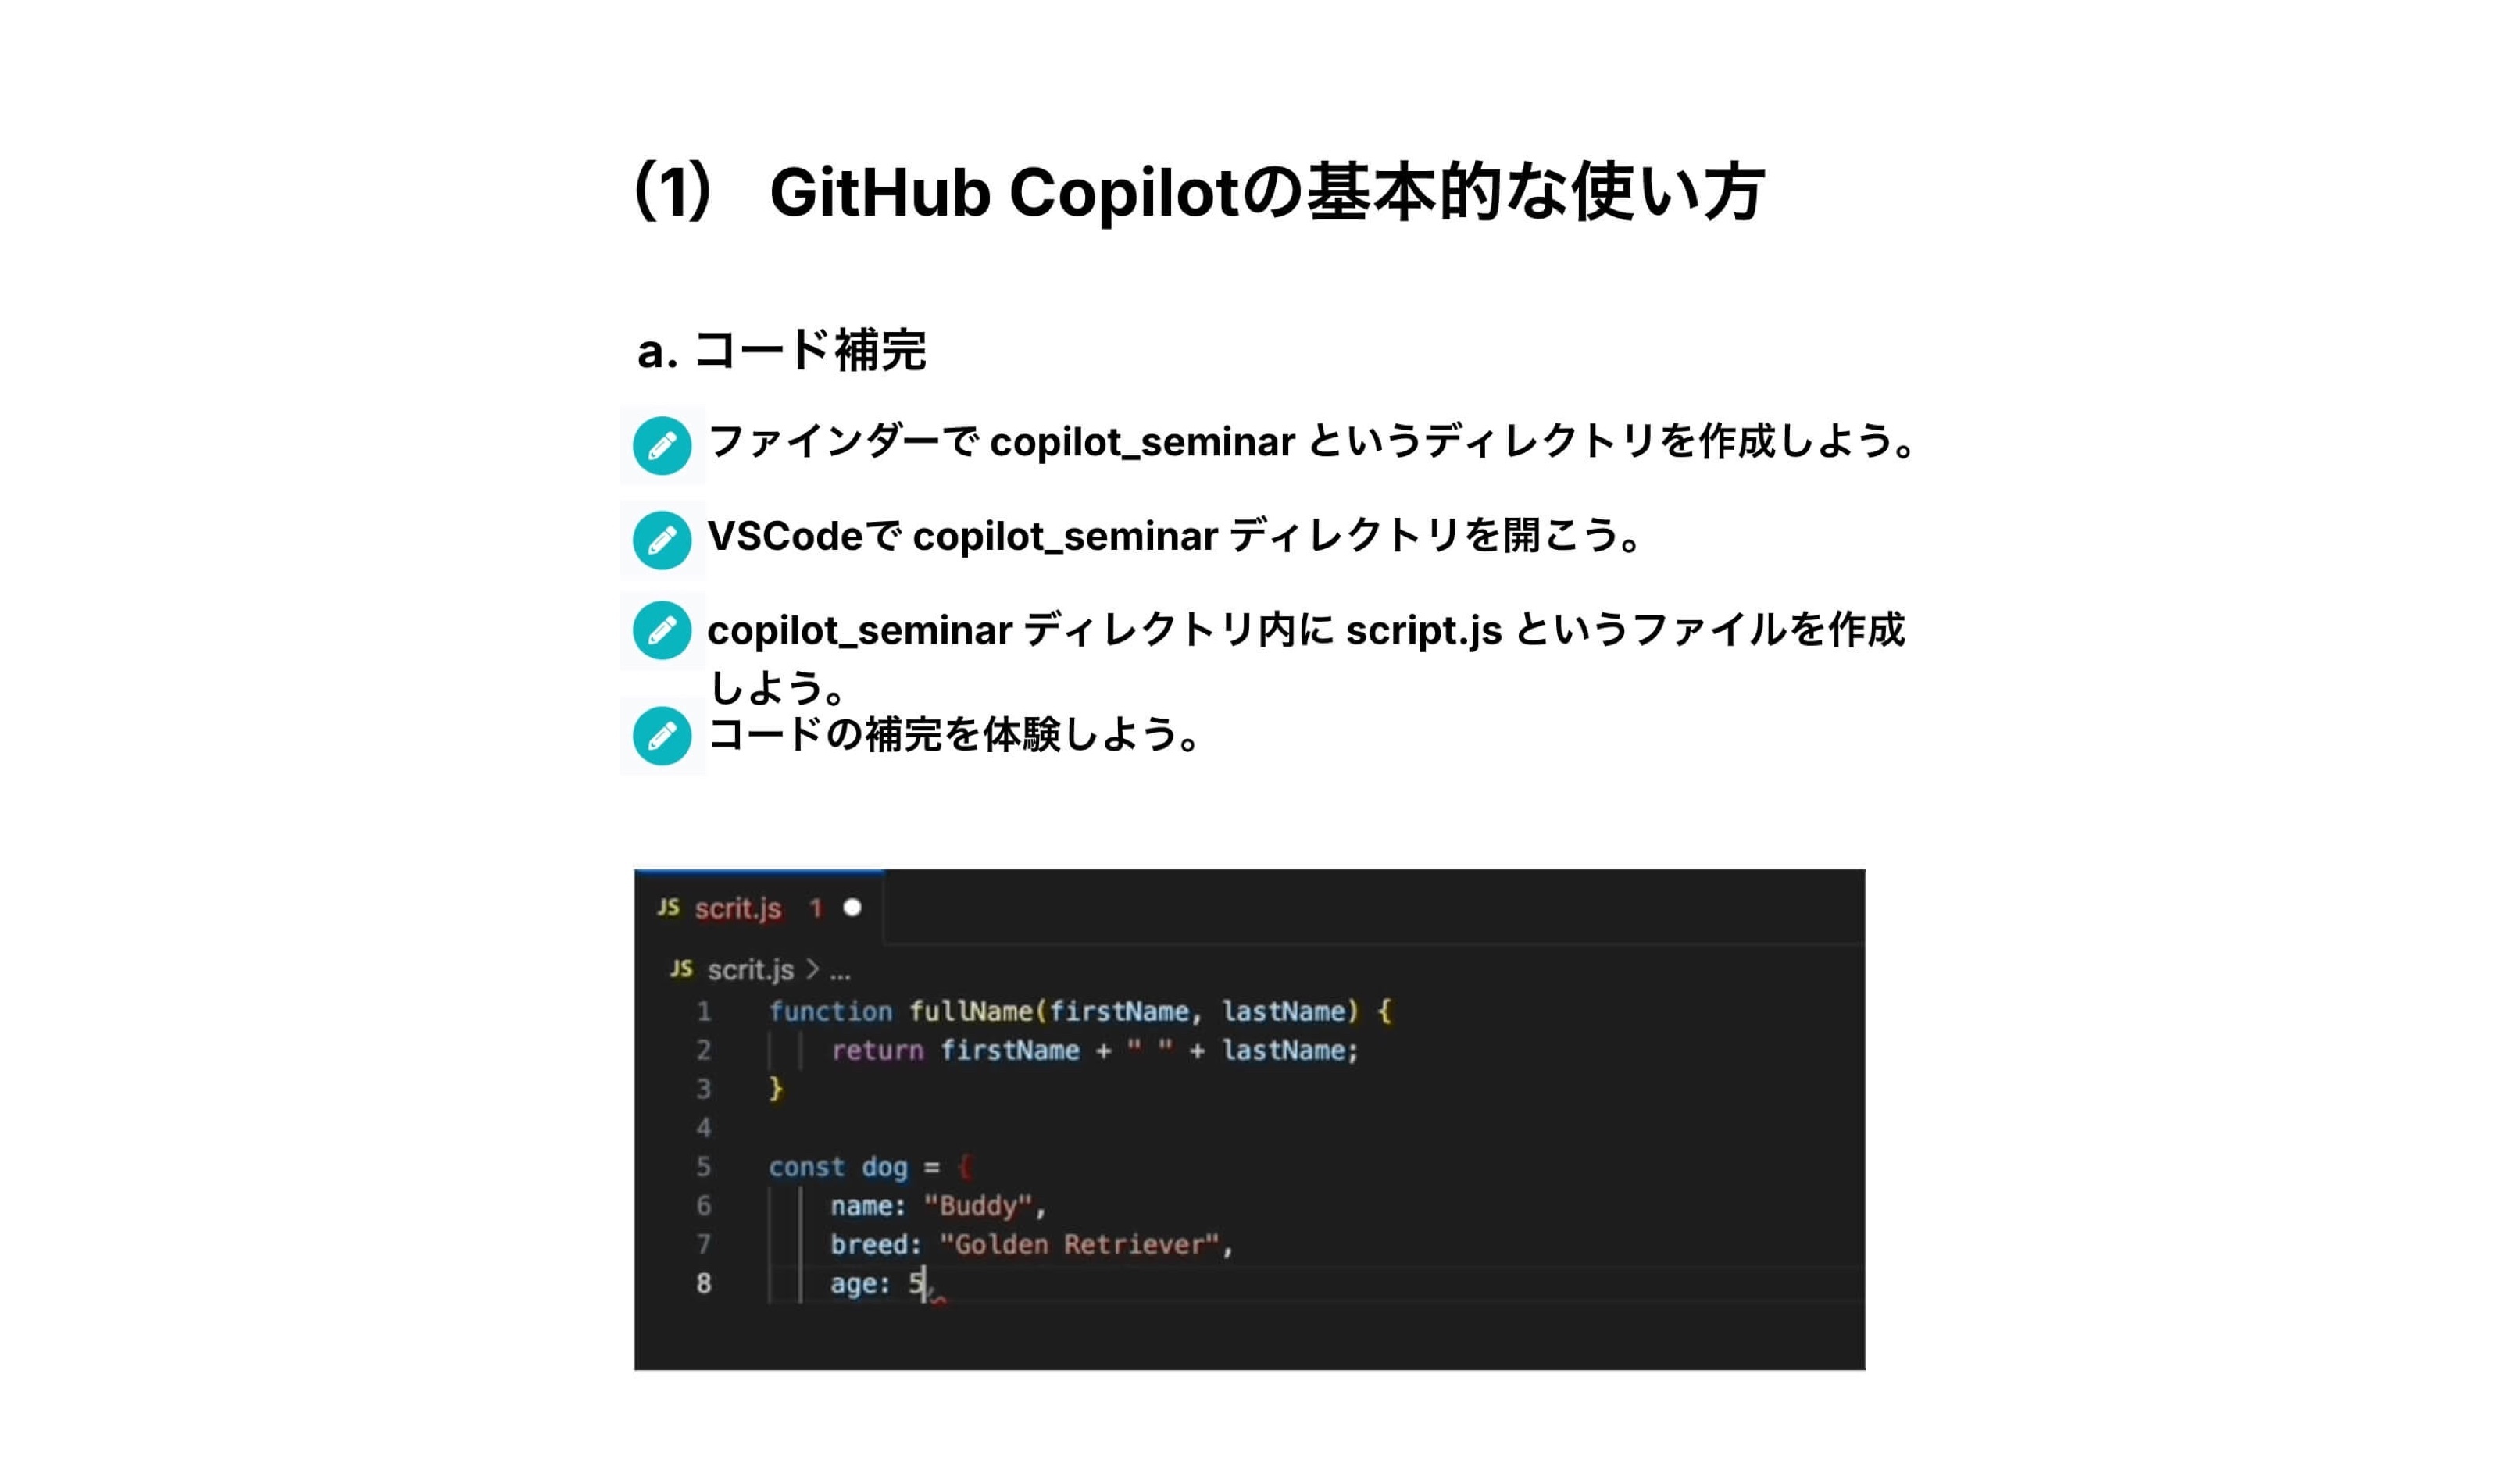 （1） GitHub Copilotの基本的な使い方
a. コード補完
ファインダーで copilot_seminar というディレクトリを作成しよう。
VSCodeで copilot_seminar ディレクトリを開こう。
copilot_seminar ディレクトリ内に script.js というファイルを作成
しよう。
コードの補完を体験しよう。
JS scrit.js 1
JS scrit.js > ...
1 function fullName(firstName, lastName) {
2 return firstName + " " + lastName;
3 }
4
5 const dog = {
6 name: "Buddy",
7 breed: "Golden Retriever",
8 age: 5,